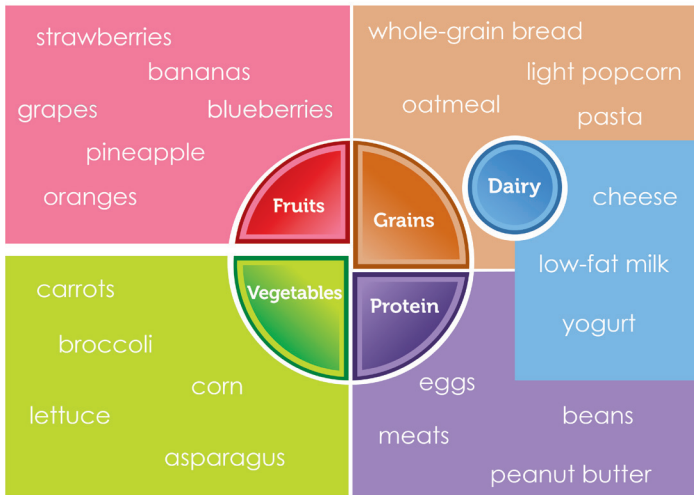 strawberries
bananas
grapes
blueberries
pineapple
oranges
Fruits
whole-grain bread
light popcorn
oatmeal
pasta
Grains
Dairy
cheese
low-fat milk
yogurt
Vegetables
carrots
broccoli
corn
lettuce
asparagus
Protein
eggs
beans
meats
peanut butter